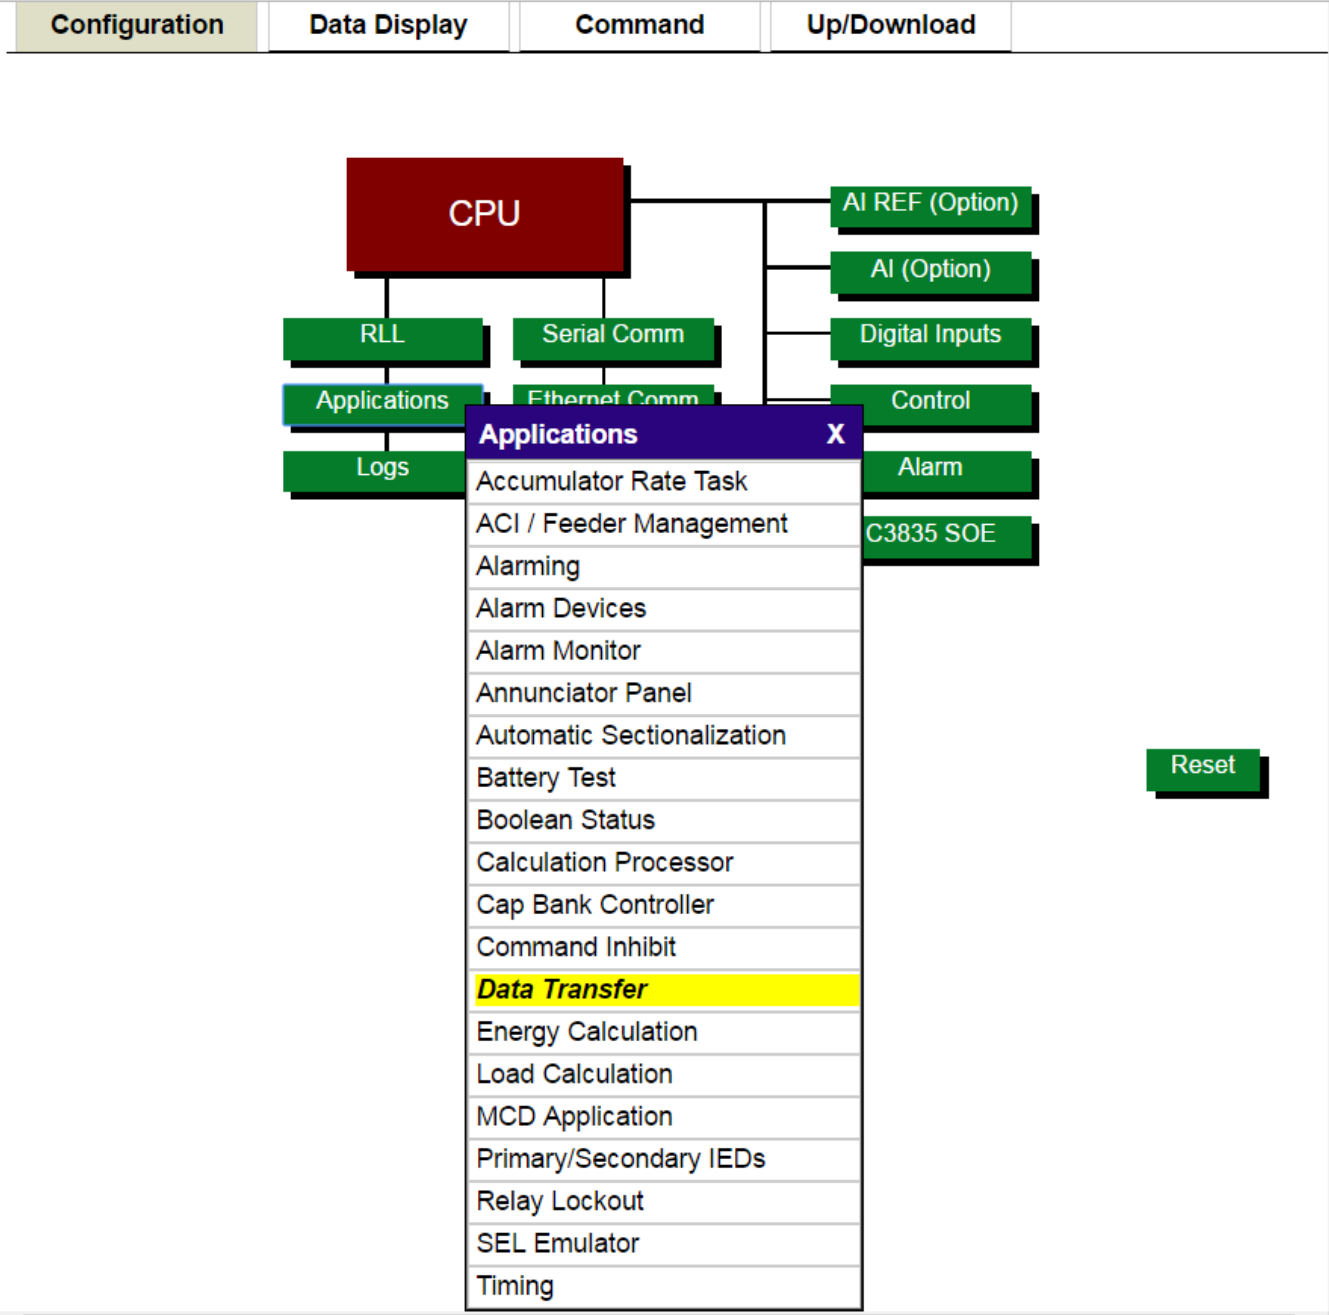 Configuration
Data Display
Command
Up/Download
CPU
AI REF (Option)
AI (Option)
RLL
Serial Comm
Digital Inputs
Applications
Ethernet Comm
Control
Logs
Alarm
C3835 SOE
Applications X
Accumulator Rate Task
ACI / Feeder Management
Alarming
Alarm Devices
Alarm Monitor
Annunciator Panel
Automatic Sectionalization
Battery Test
Boolean Status
Calculation Processor
Cap Bank Controller
Command Inhibit
Data Transfer
Energy Calculation
Load Calculation
MCD Application
Primary/Secondary IEDs
Relay Lockout
SEL Emulator
Timing
Reset